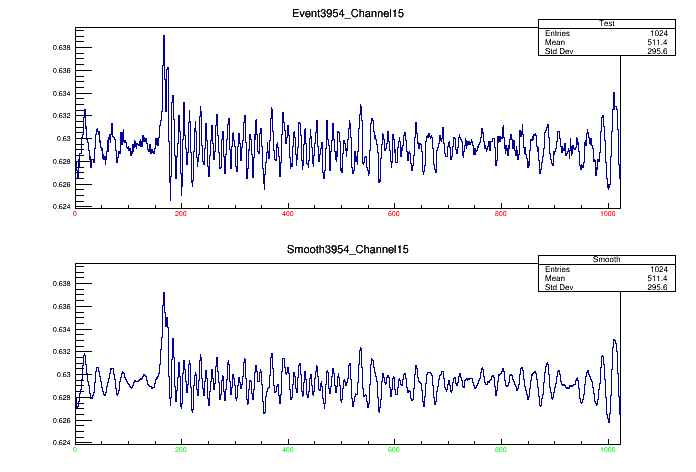 Event3954_Channel15
Test
Entries 1024
Mean 511.4
Std Dev 295.6
0.638
0.636
0.634
0.632
0.63
0.628
0.626
0.624
0 200 400 600 800 1000
Smooth3954_Channel15
Smooth
Entries 1024
Mean 511.4
Std Dev 295.6
0.638
0.636
0.634
0.632
0.63
0.628
0.626
0.624
0 200 400 600 800 1000